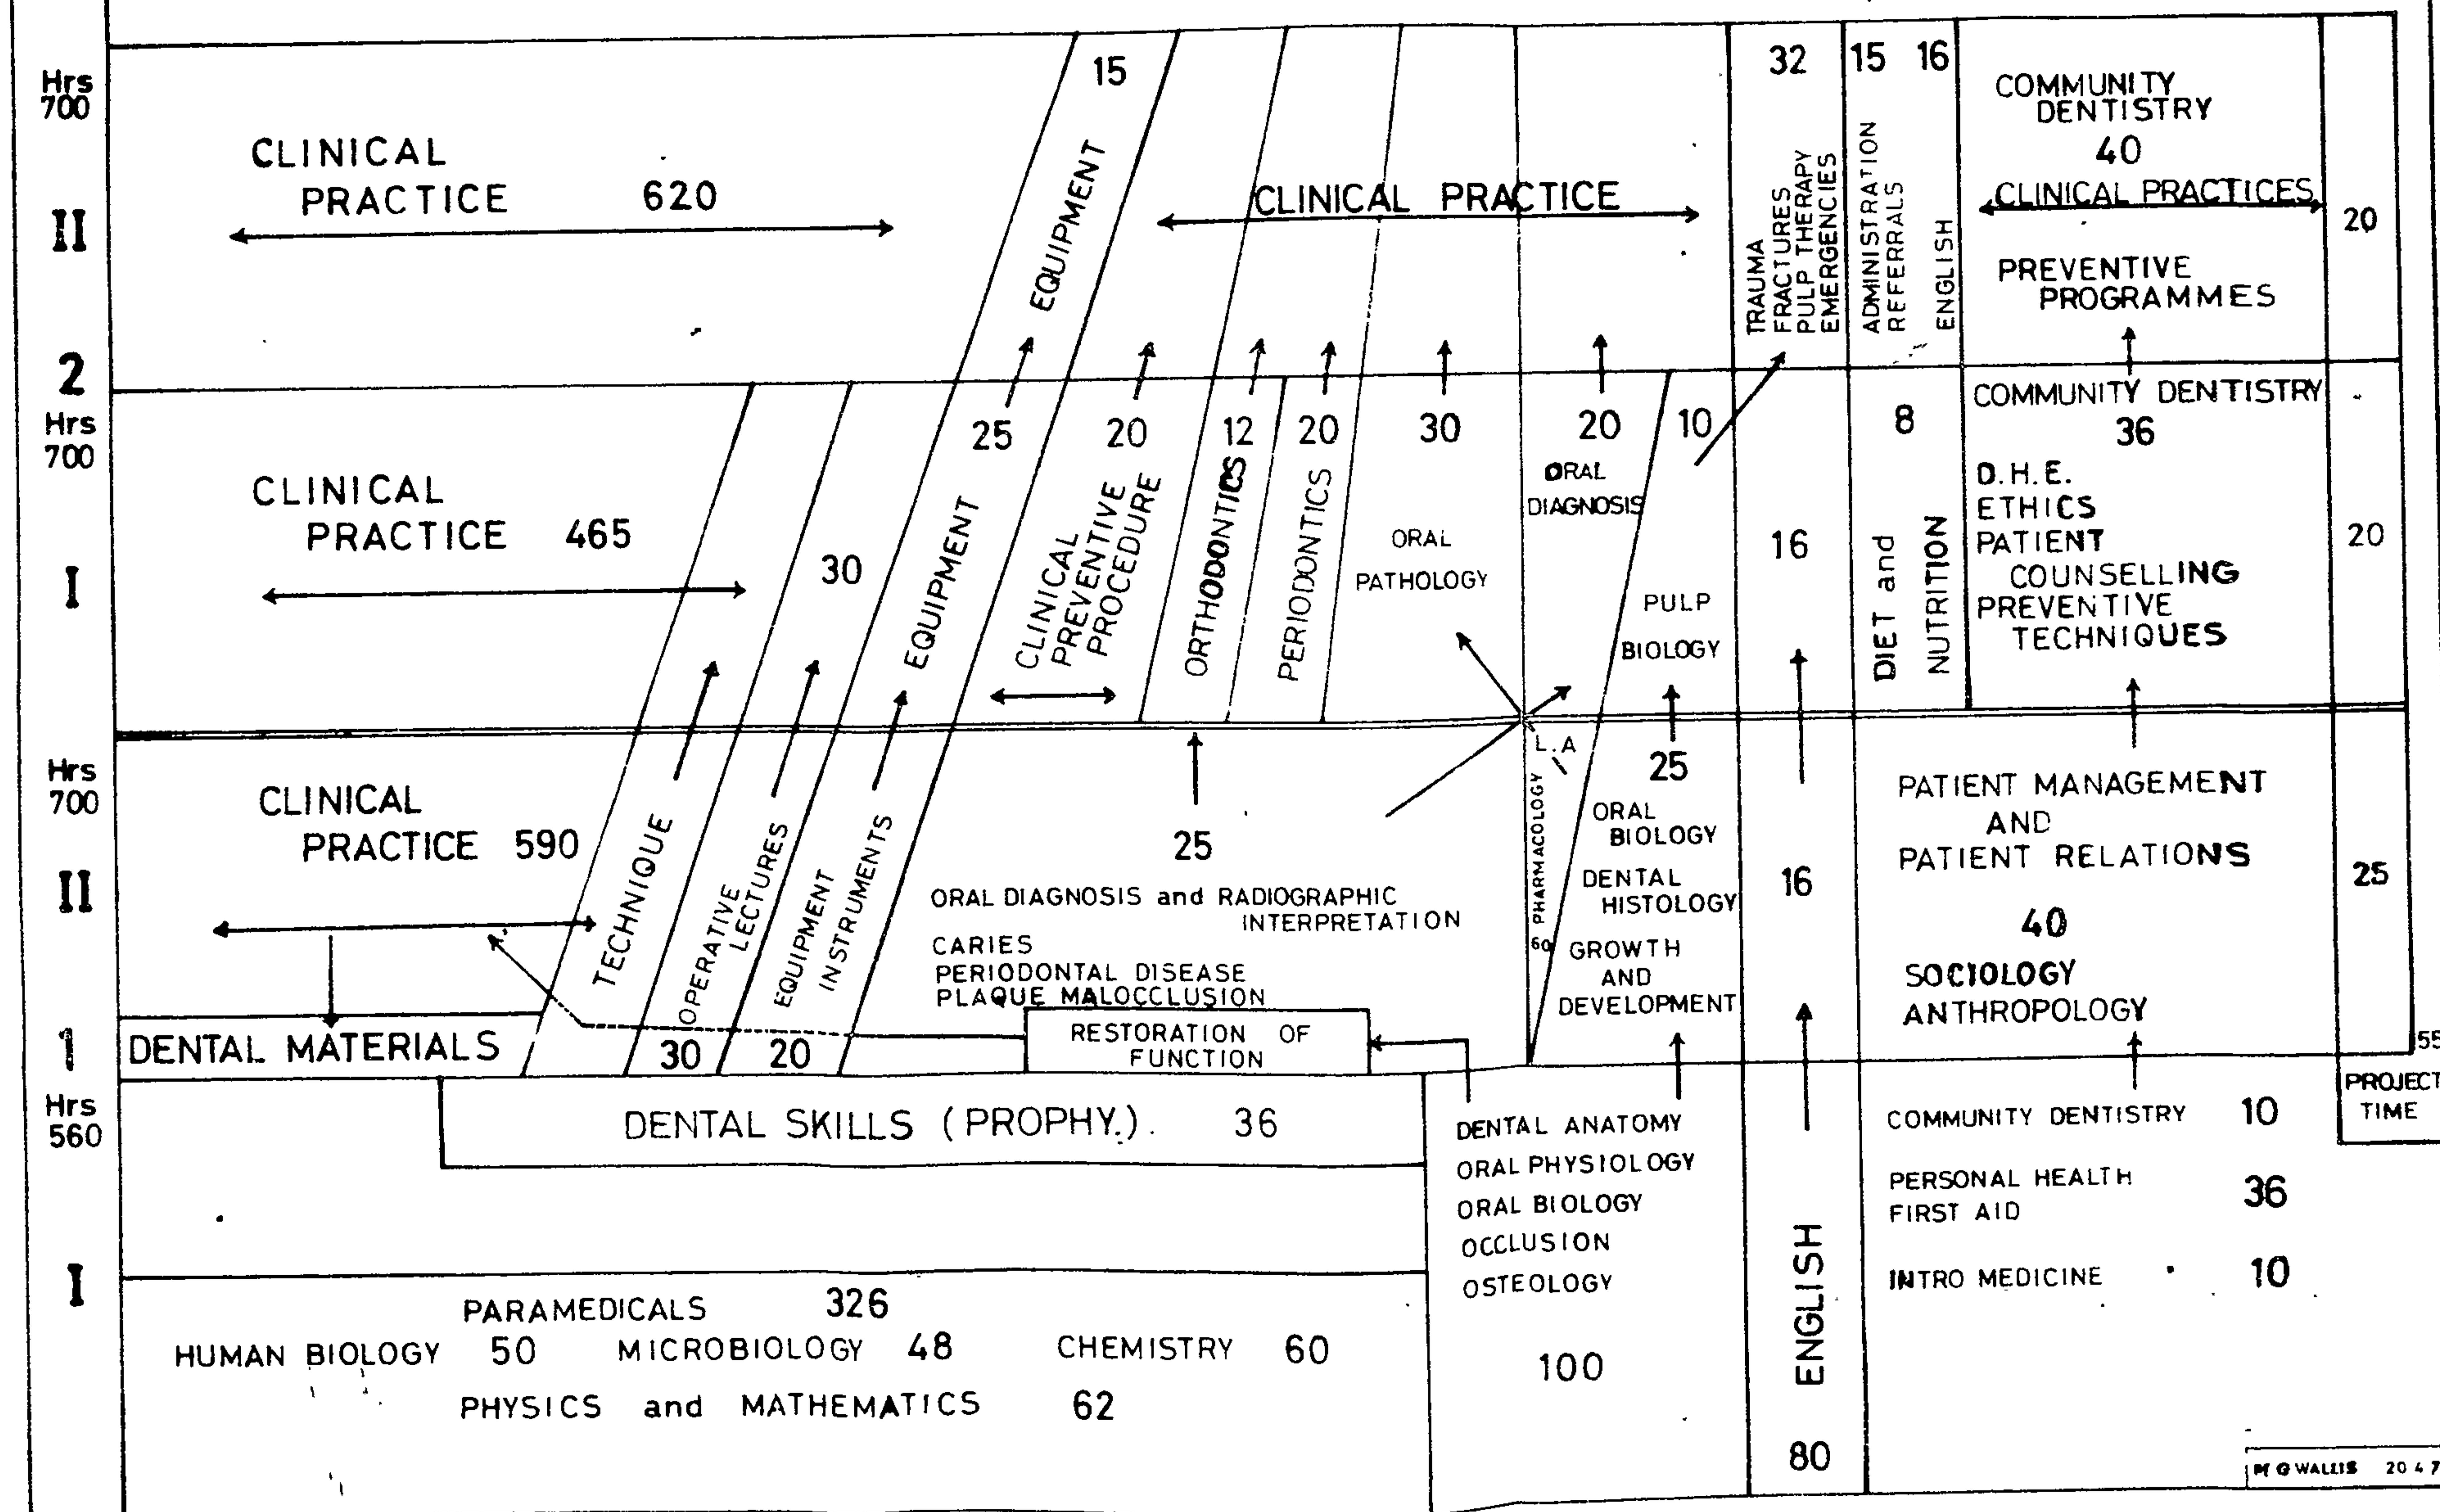 Hrs
700
II
2
CLINICAL
PRACTICE 620
15
EQUIPMENT
CLINICAL PRACTICE
32
TRAUMA
FRACTURES
PULP THERAPY
EMERGENCIES
15 16
ADMINISTRATION
REFERRALS
ENGLISH
COMMUNITY
DENTISTRY
40
CLINICAL PRACTICES
PREVENTIVE
PROGRAMMES
20
Hrs
700
I
CLINICAL
PRACTICE 465
30
25
EQUIPMENT
20
CLINICAL
PREVENTIVE
PROCEDURE
12
ORTHODONTICS
20
PERIODONTICS
30
ORAL
PATHOLOGY
20
ORAL
DIAGNOSIS
10
PULP
BIOLOGY
16
8
DIET and
NUTRITION
COMMUNITY DENTISTRY
36
D.H.E.
ETHICS
PATIENT
COUNSELLING
PREVENTIVE
TECHNIQUES
20
Hrs
700
II
1
CLINICAL
PRACTICE 590
DENTAL MATERIALS
TECHNIQUE
OPERATIVE
LECTURES
30
EQUIPMENT
INSTRUMENTS
20
25
ORAL DIAGNOSIS and RADIOGRAPHIC
INTERPRETATION
CARIES
PERIODONTAL DISEASE
PLAQUE MALOCCLUSION
RESTORATION OF
FUNCTION
L.A
PHARMACOLOGY
60
25
ORAL
BIOLOGY
DENTAL
HISTOLOGY
GROWTH
AND
DEVELOPMENT
16
PATIENT MANAGEMENT
AND
PATIENT RELATIONS
40
SOCIOLOGY
ANTHROPOLOGY
25
55
PROJECT
TIME
Hrs
560
I
DENTAL SKILLS (PROPHY.). 36
PARAMEDICALS 326
HUMAN BIOLOGY 50 MICROBIOLOGY 48 CHEMISTRY 60
PHYSICS and MATHEMATICS 62
DENTAL ANATOMY
ORAL PHYSIOLOGY
ORAL BIOLOGY
OCCLUSION
OSTEOLOGY
100
ENGLISH
80
COMMUNITY DENTISTRY 10
PERSONAL HEALTH
FIRST AID 36
INTRO MEDICINE 10
M G WALLIS 20 4 7